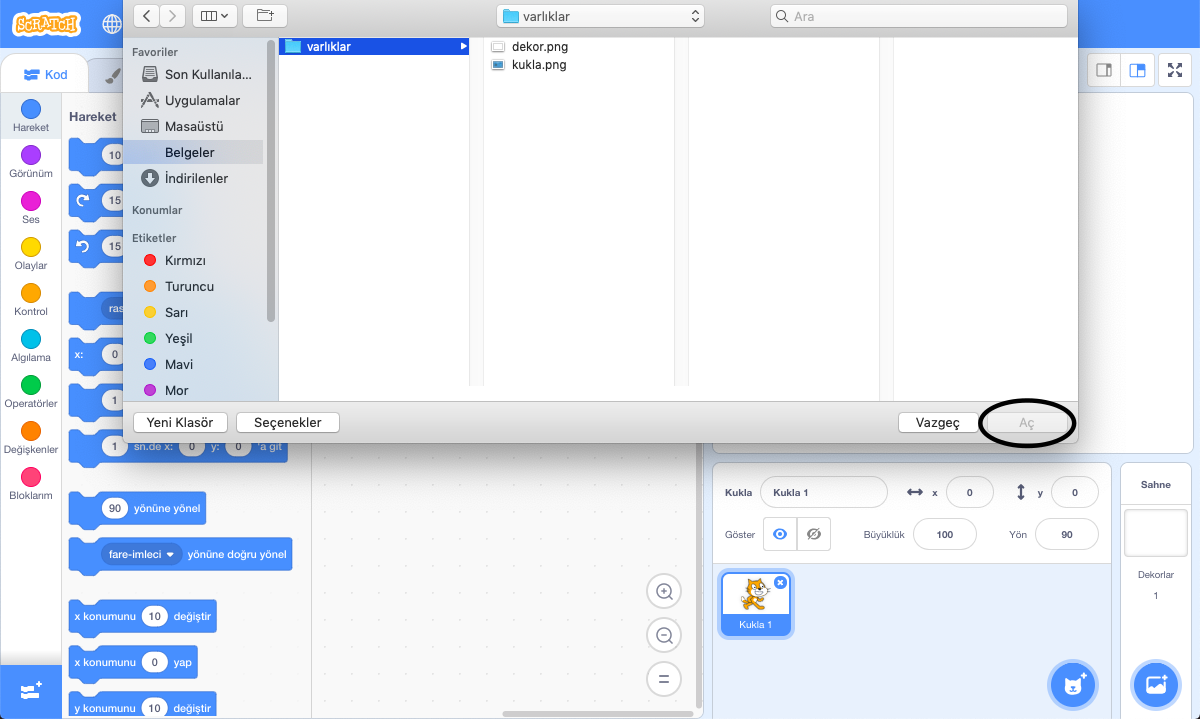 SCRATCH
varlıklar
Ara
Kod
Favoriler
Son Kullanıla...
Uygulamalar
Masaüstü
Belgeler
İndirilenler
Konumlar
Etiketler
Kırmızı
Turuncu
Sarı
Yeşil
Mavi
Mor
varlıklar
dekor.png
kukla.png
Yeni Klasör
Seçenekler
Vazgeç
Aç
Hareket
Görünüm
Ses
Olaylar
Kontrol
Algılama
Operatörler
Değişkenler
Bloklarım
Hareket
10
15
15
x: 0
1
1 sn.de x: 0 y: 0 'a git
90 yönüne yönel
fare-imleci yönüne doğru yönel
x konumunu 10 değiştir
x konumunu 0 yap
y konumunu 10 değiştir
Kukla Kukla 1 x 0 y 0
Göster Büyüklük 100 Yön 90
Kukla 1
Sahne
Dekorlar
1